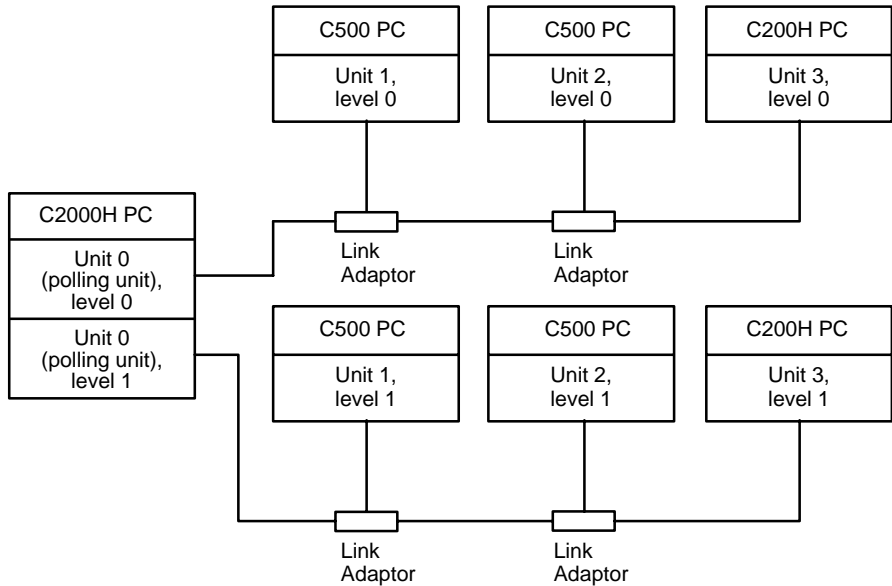 C500 PC
Unit 1,
level 0
C500 PC
Unit 2,
level 0
C200H PC
Unit 3,
level 0
C2000H PC
Unit 0
(polling unit),
level 0
Unit 0
(polling unit),
level 1
Link
Adaptor
Link
Adaptor
C500 PC
Unit 1,
level 1
C500 PC
Unit 2,
level 1
C200H PC
Unit 3,
level 1
Link
Adaptor
Link
Adaptor